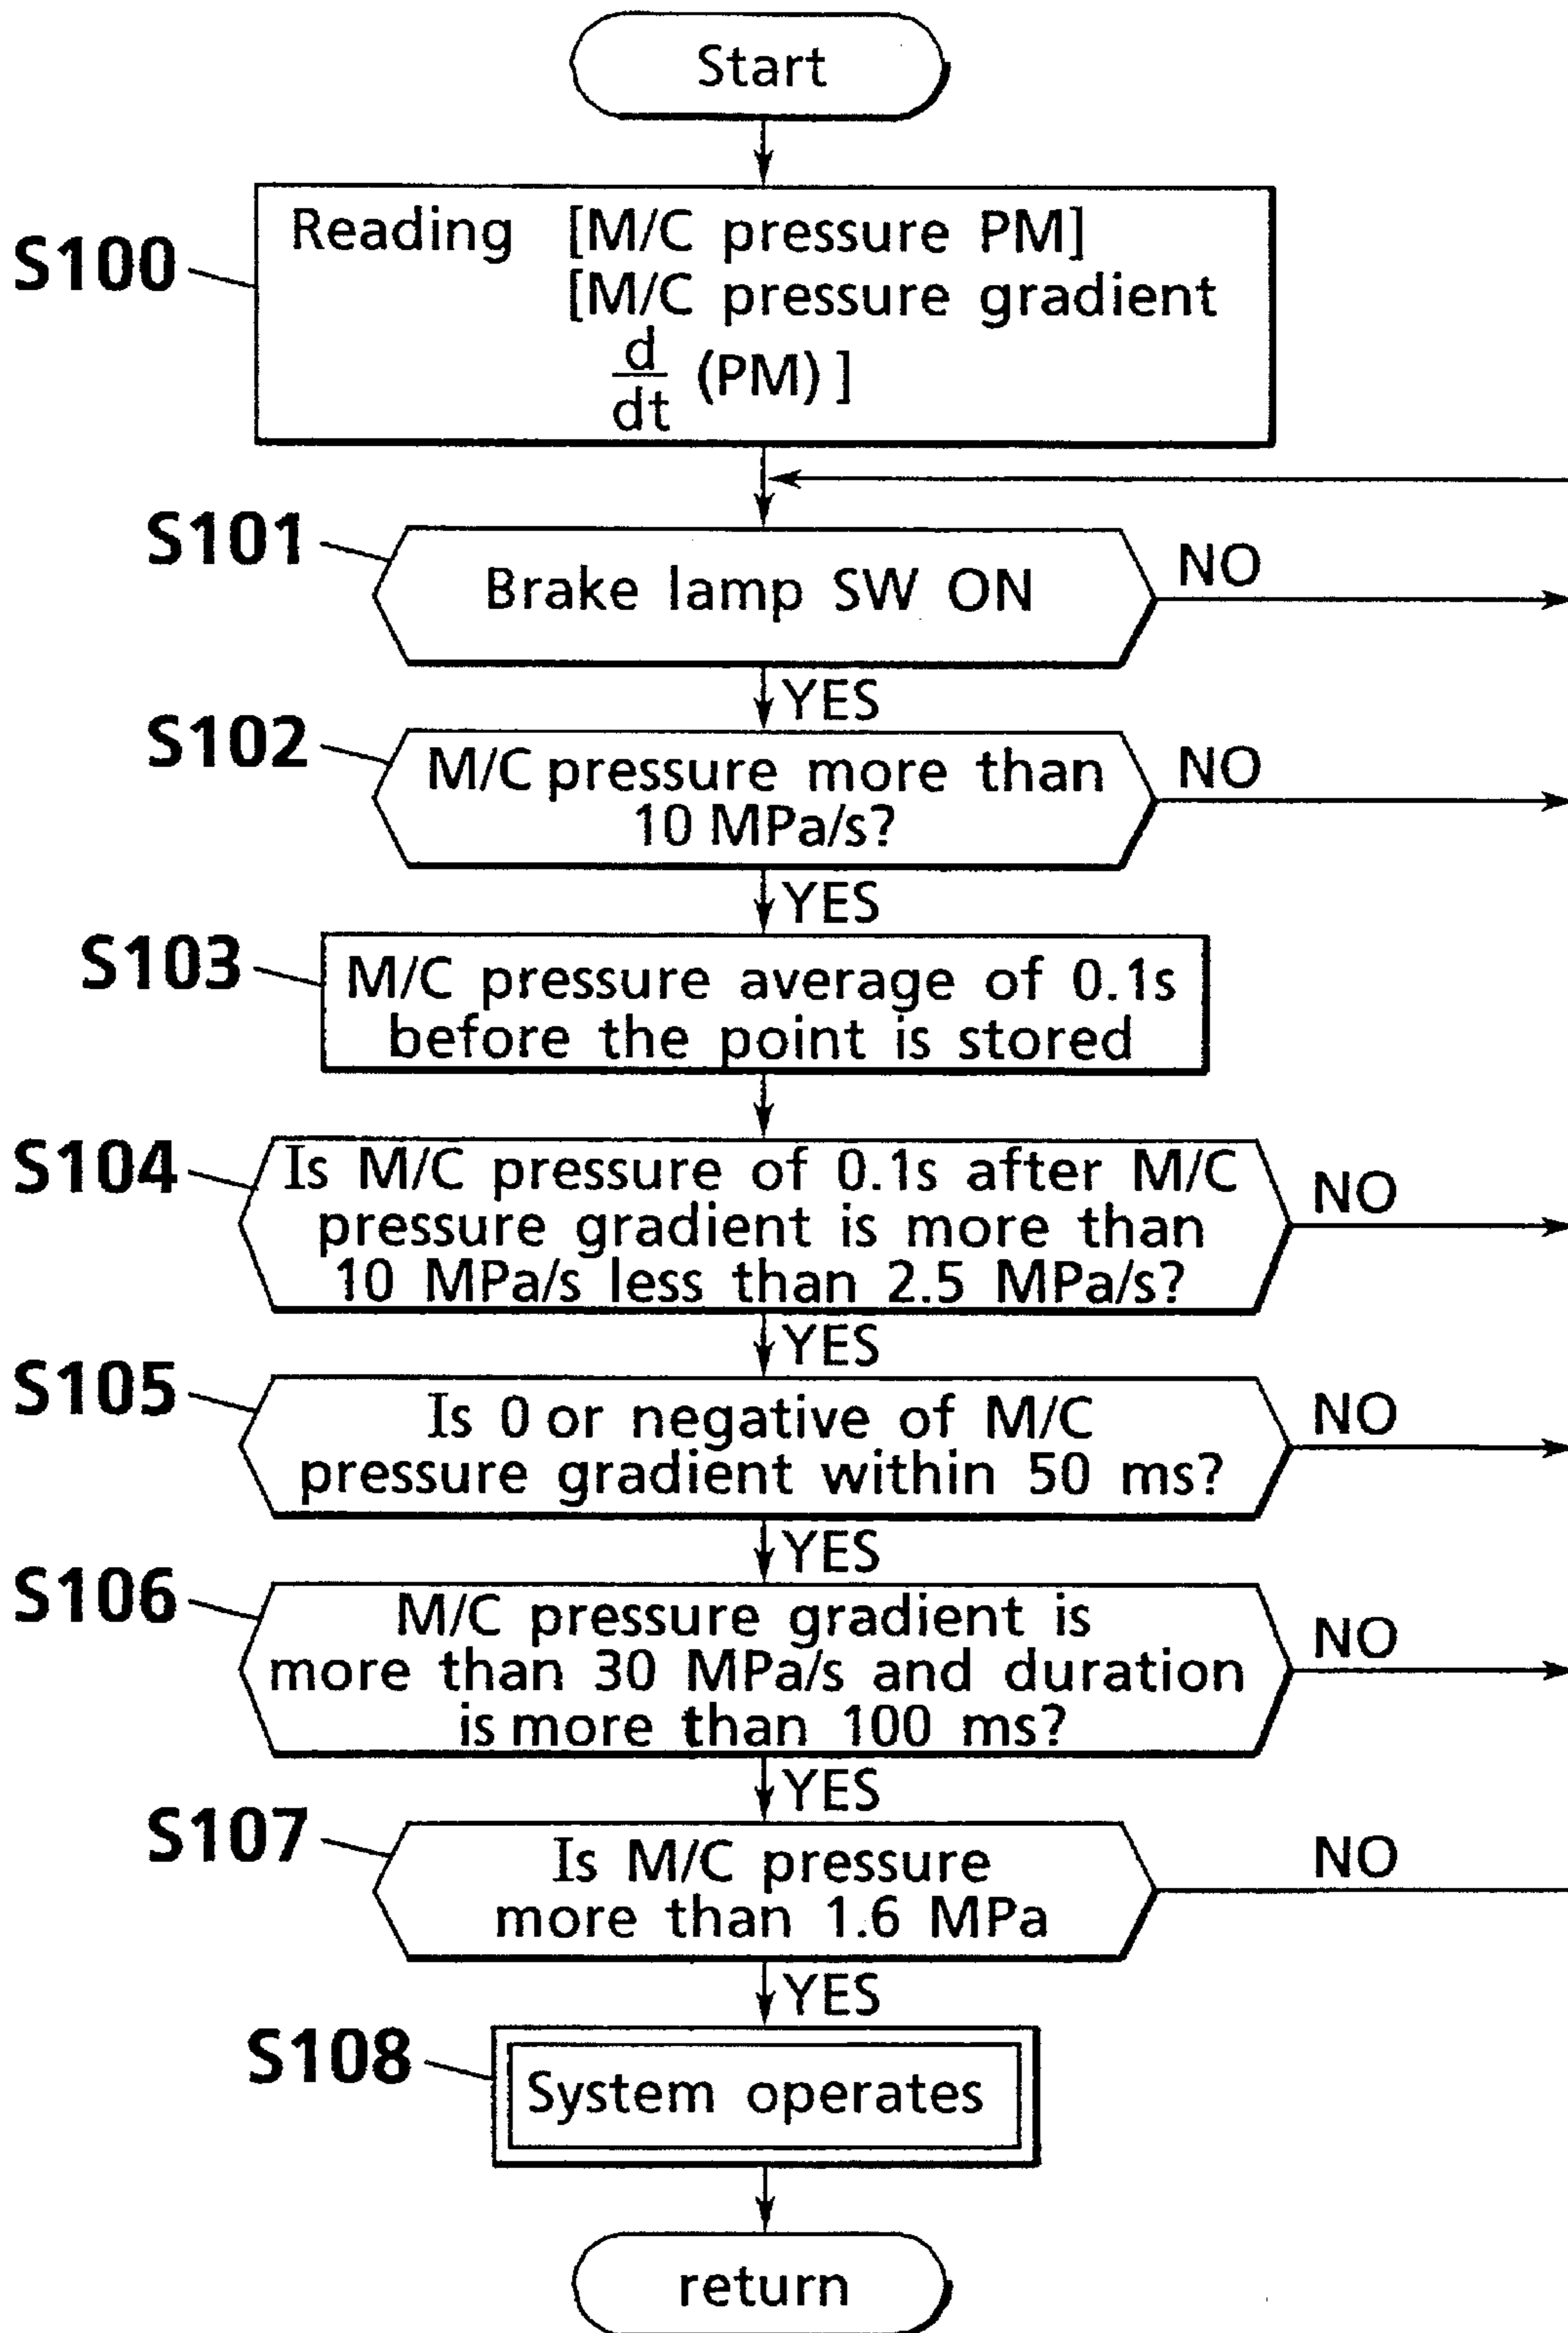 Start
S100
Reading [M/C pressure PM]
[M/C pressure gradient
d/dt (PM) ]
S101
Brake lamp SW ON
NO
YES
S102
M/C pressure more than
10 MPa/s?
NO
YES
S103
M/C pressure average of 0.1s
before the point is stored
S104
Is M/C pressure of 0.1s after M/C
pressure gradient is more than
10 MPa/s less than 2.5 MPa/s?
NO
YES
S105
Is 0 or negative of M/C
pressure gradient within 50 ms?
NO
YES
S106
M/C pressure gradient is
more than 30 MPa/s and duration
is more than 100 ms?
NO
YES
S107
Is M/C pressure
more than 1.6 MPa
NO
YES
S108
System operates
return